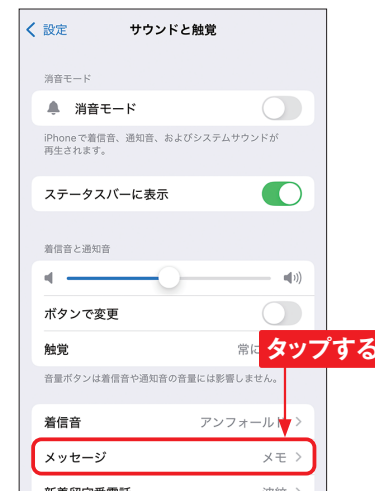 設定
サウンドと触覚
消音モード
消音モード
iPhoneで着信音、通知音、およびシステムサウンドが
再生されます。
ステータスバーに表示
着信音と通知音
ボタンで変更
触覚 常に
タップする
音量ボタンは着信音や通知音の音量には影響しません。
着信音 アンフォールド
メッセージ メモ